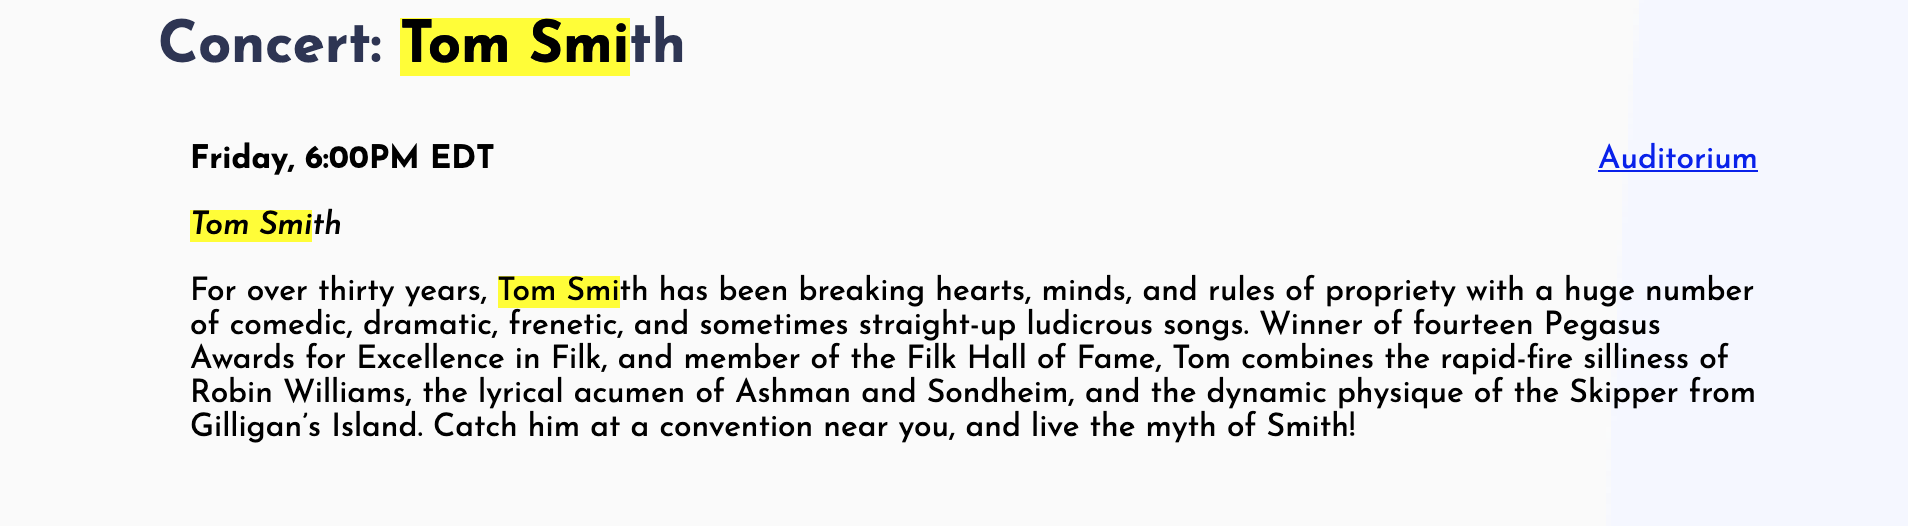 Concert: Tom Smith
Friday, 6:00PM EDT
Auditorium
Tom Smith
For over thirty years, Tom Smith has been breaking hearts, minds, and rules of propriety with a huge number
of comedic, dramatic, frenetic, and sometimes straight-up ludicrous songs. Winner of fourteen Pegasus
Awards for Excellence in Filk, and member of the Filk Hall of Fame, Tom combines the rapid-fire silliness of
Robin Williams, the lyrical acumen of Ashman and Sondheim, and the dynamic physique of the Skipper from
Gilligan's Island. Catch him at a convention near you, and live the myth of Smith!